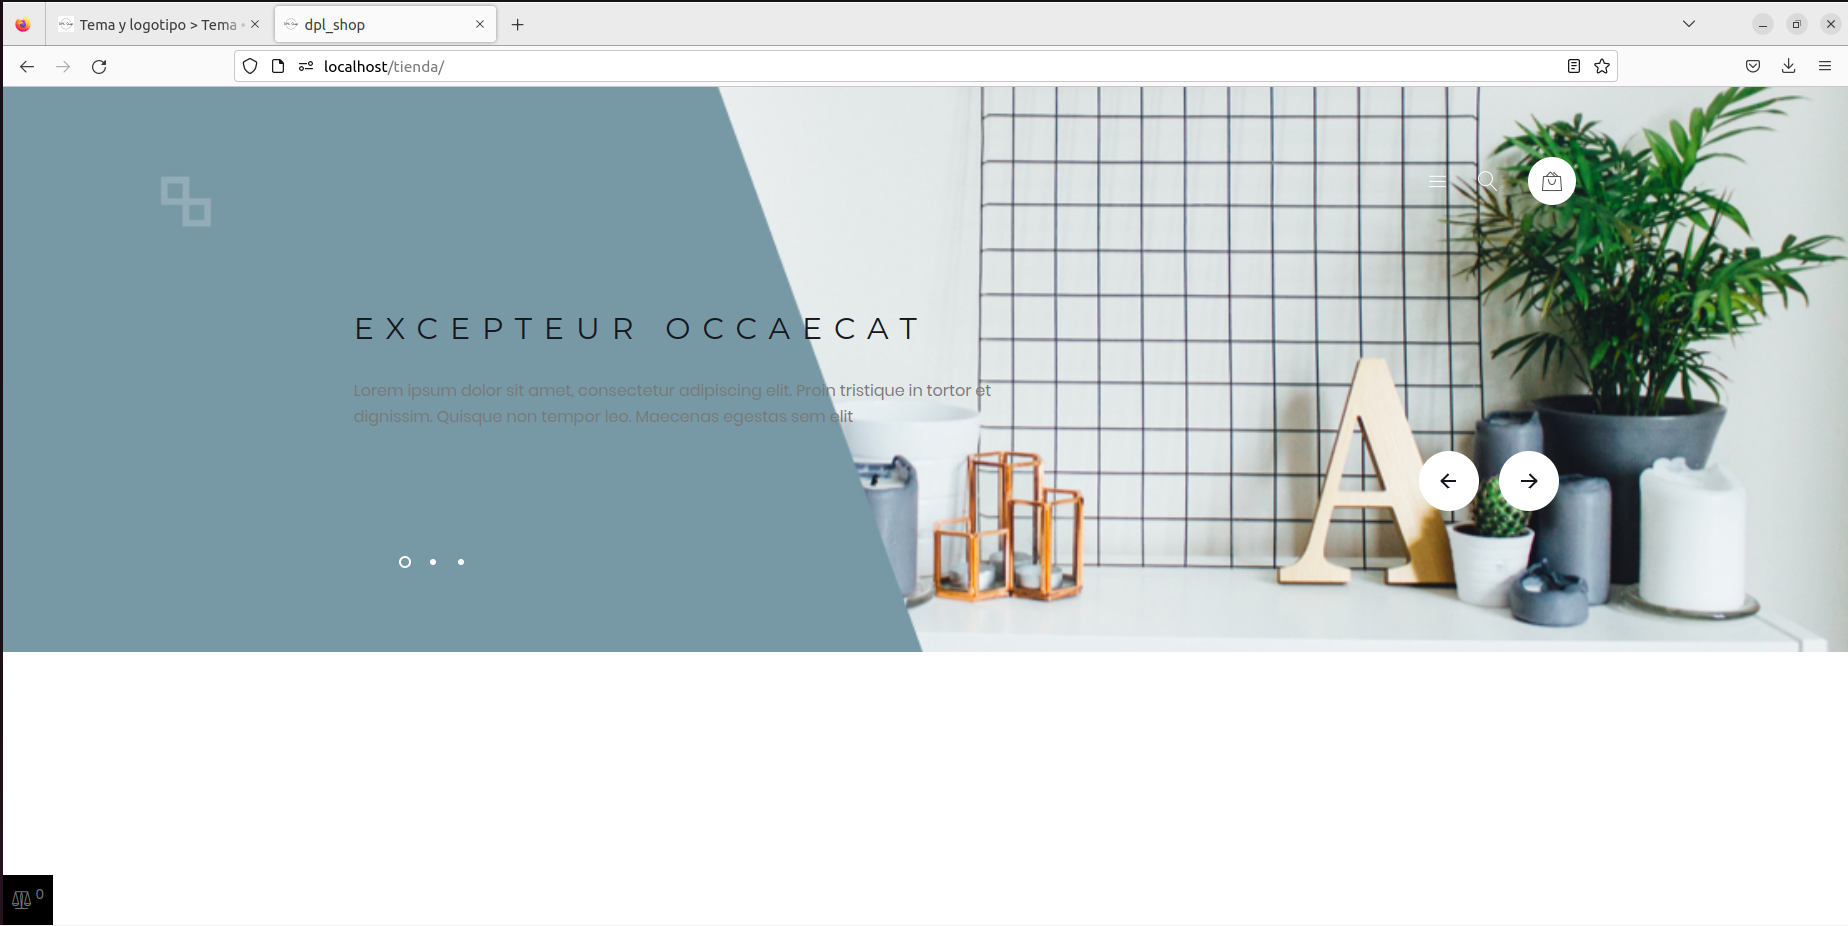 Tema y logotipo > Tema
dpl_shop
localhost/tienda/
EXCEPTEUR OCCAECAT
Lorem ipsum dolor sit amet, consectetur adipiscing elit. Proin tristique in tortor et
dignissim. Quisque non tempor leo. Maecenas egestas sem elit
A
0